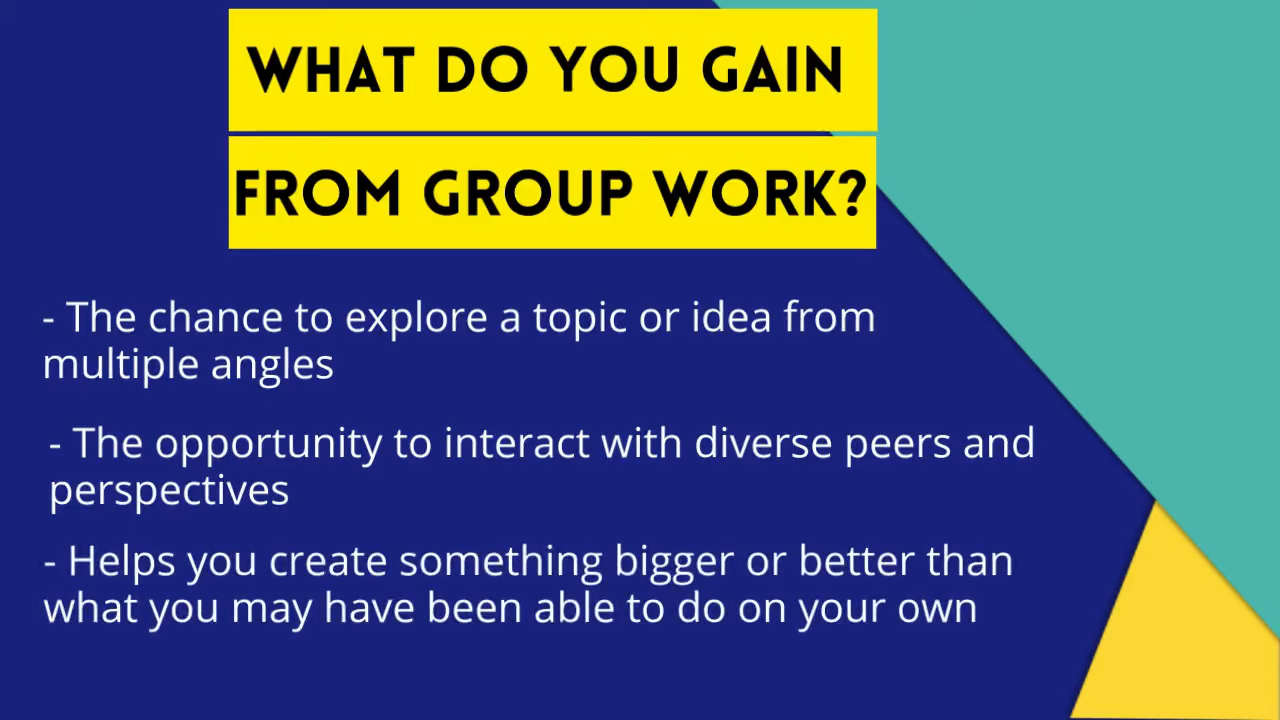 WHAT DO YOU GAIN
FROM GROUP WORK?
- The chance to explore a topic or idea from
multiple angles
- The opportunity to interact with diverse peers and
perspectives
- Helps you create something bigger or better than
what you may have been able to do on your own